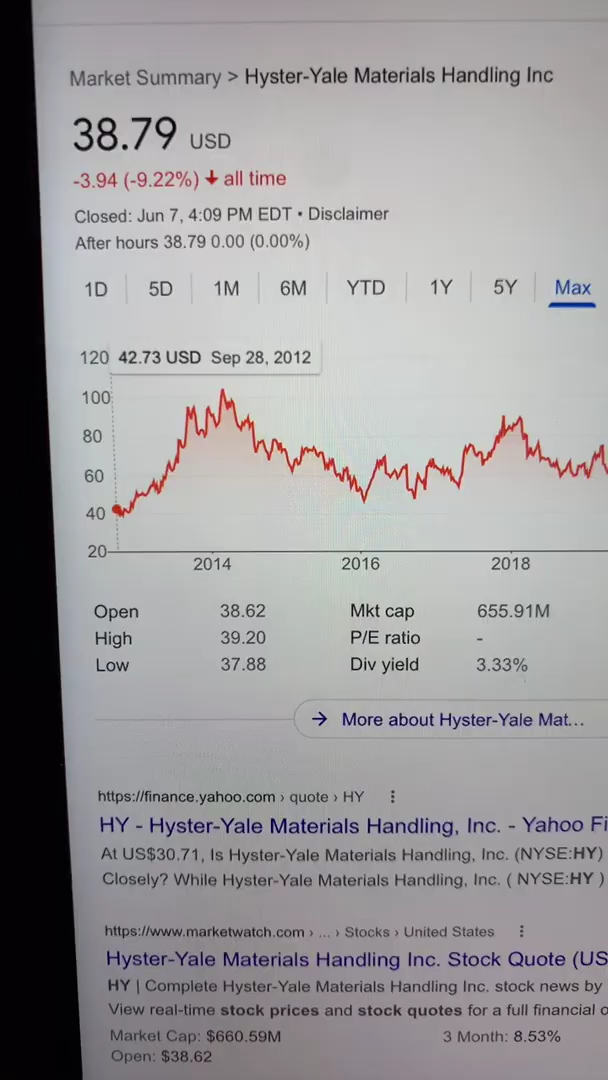 Market Summary > Hyster-Yale Materials Handling Inc
38.79 USD
-3.94 (-9.22%) ↓ all time
Closed: Jun 7, 4:09 PM EDT • Disclaimer
After hours 38.79 0.00 (0.00%)
1D 5D 1M 6M YTD 1Y 5Y Max
120 42.73 USD Sep 28, 2012
100
80
60
40
20
2014 2016 2018
Open 38.62 Mkt cap 655.91M
High 39.20 P/E ratio -
Low 37.88 Div yield 3.33%
→ More about Hyster-Yale Mat...
https://finance.yahoo.com › quote › HY
HY - Hyster-Yale Materials Handling, Inc. - Yahoo Fi
At US$30.71, Is Hyster-Yale Materials Handling, Inc. (NYSE:HY)
Closely? While Hyster-Yale Materials Handling, Inc. ( NYSE:HY )
https://www.marketwatch.com › ... › Stocks › United States
Hyster-Yale Materials Handling Inc. Stock Quote (US
HY | Complete Hyster-Yale Materials Handling Inc. stock news by
View real-time stock prices and stock quotes for a full financial o
Market Cap: $660.59M 3 Month: 8.53%
Open: $38.62